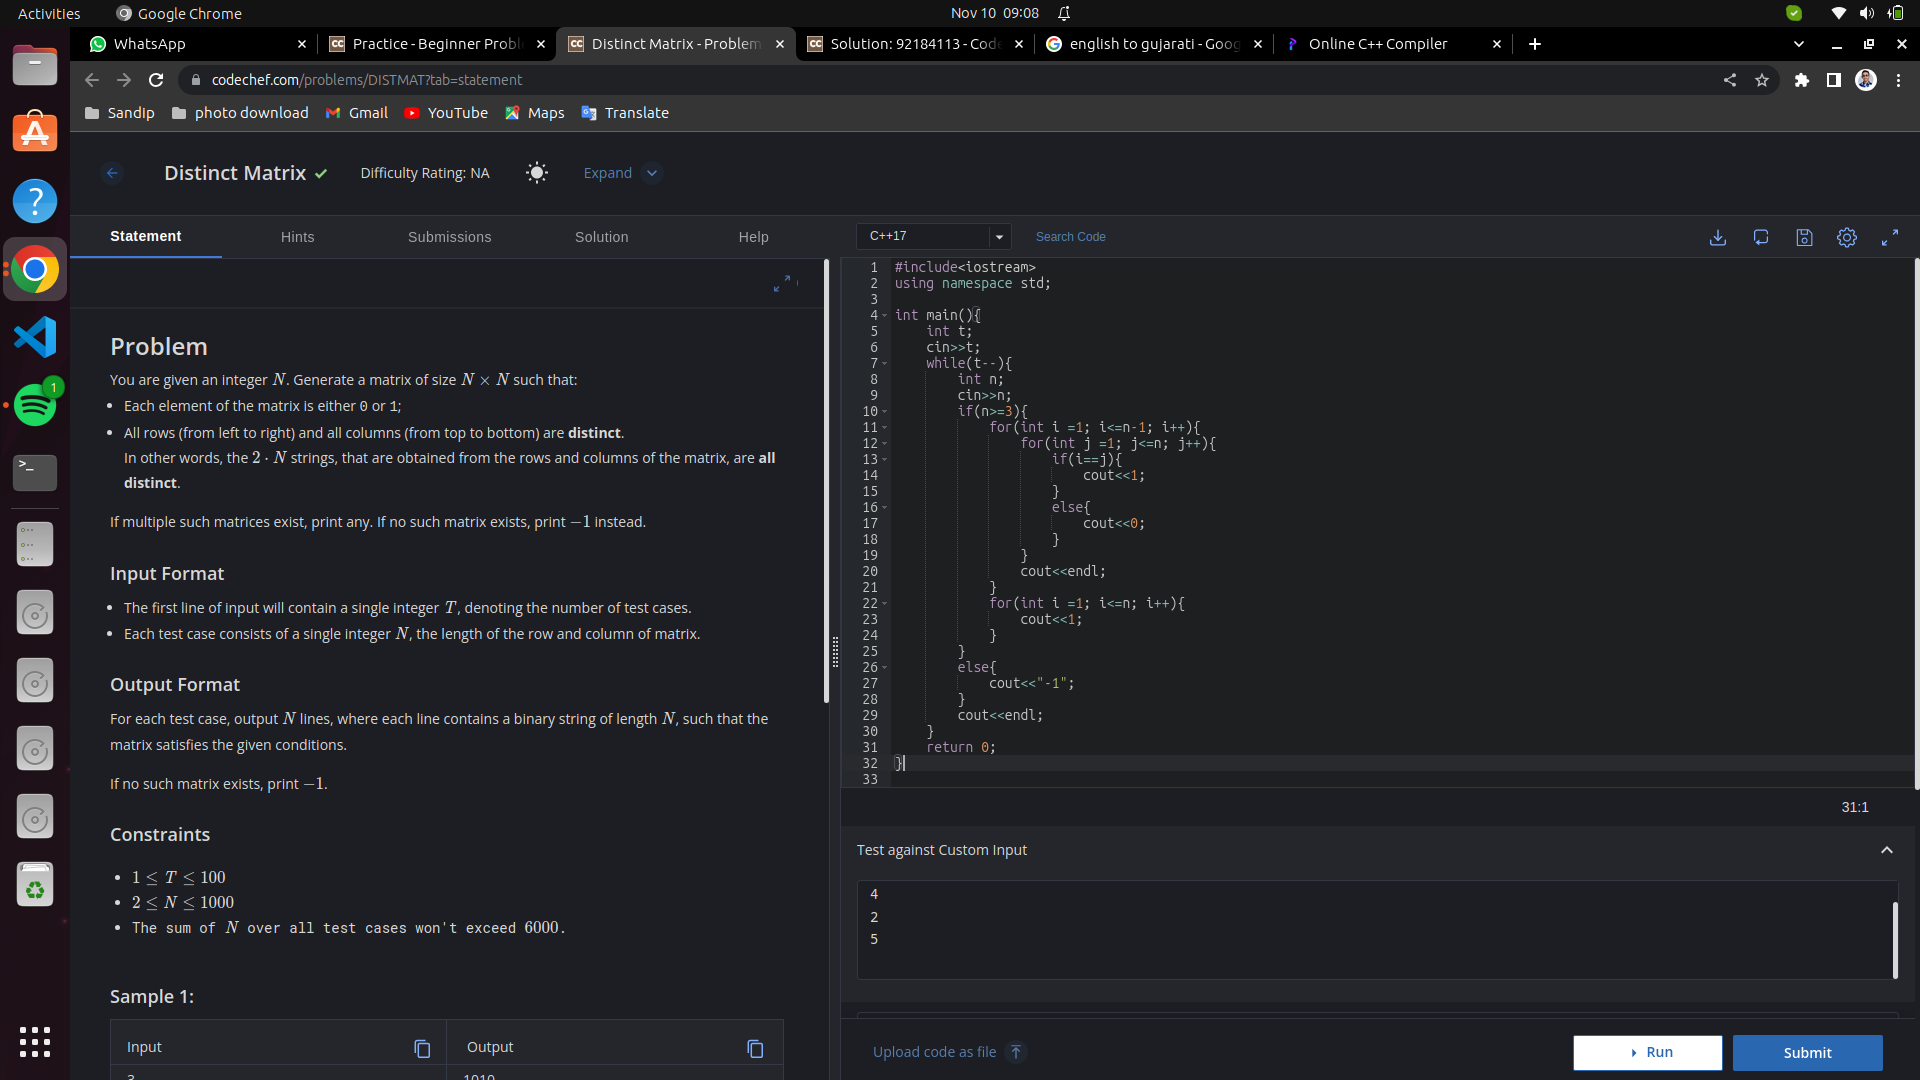 Activities Google Chrome Nov 10 09:08
WhatsApp Practice - Beginner Probl Distinct Matrix - Problem Solution: 92184113 - Code english to gujarati - Goog Online C++ Compiler
codechef.com/problems/DISTMAT?tab=statement
Sandip photo download Gmail YouTube Maps Translate
Distinct Matrix Difficulty Rating: NA Expand
Statement Hints Submissions Solution Help
Problem
You are given an integer N. Generate a matrix of size N × N such that:
• Each element of the matrix is either 0 or 1;
• All rows (from left to right) and all columns (from top to bottom) are distinct.
In other words, the 2 · N strings, that are obtained from the rows and columns of the matrix, are all
distinct.
If multiple such matrices exist, print any. If no such matrix exists, print −1 instead.
Input Format
• The first line of input will contain a single integer T, denoting the number of test cases.
• Each test case consists of a single integer N, the length of the row and column of matrix.
Output Format
For each test case, output N lines, where each line contains a binary string of length N, such that the
matrix satisfies the given conditions.
If no such matrix exists, print −1.
Constraints
• 1 ≤ T ≤ 100
• 2 ≤ N ≤ 1000
• The sum of N over all test cases won't exceed 6000.
Sample 1:
Input Output
3 1010
C++17 Search Code
1 #include<iostream>
2 using namespace std;
3
4 int main(){
5 int t;
6 cin>>t;
7 while(t--){
8 int n;
9 cin>>n;
10 if(n>=3){
11 for(int i =1; i<=n-1; i++){
12 for(int j =1; j<=n; j++){
13 if(i==j){
14 cout<<1;
15 }
16 else{
17 cout<<0;
18 }
19 }
20 cout<<endl;
21 }
22 for(int i =1; i<=n; i++){
23 cout<<1;
24 }
25 }
26 else{
27 cout<<"-1";
28 }
29 cout<<endl;
30 }
31 return 0;
32 }
33
31:1
Test against Custom Input
4
2
5
Upload code as file Run Submit
1